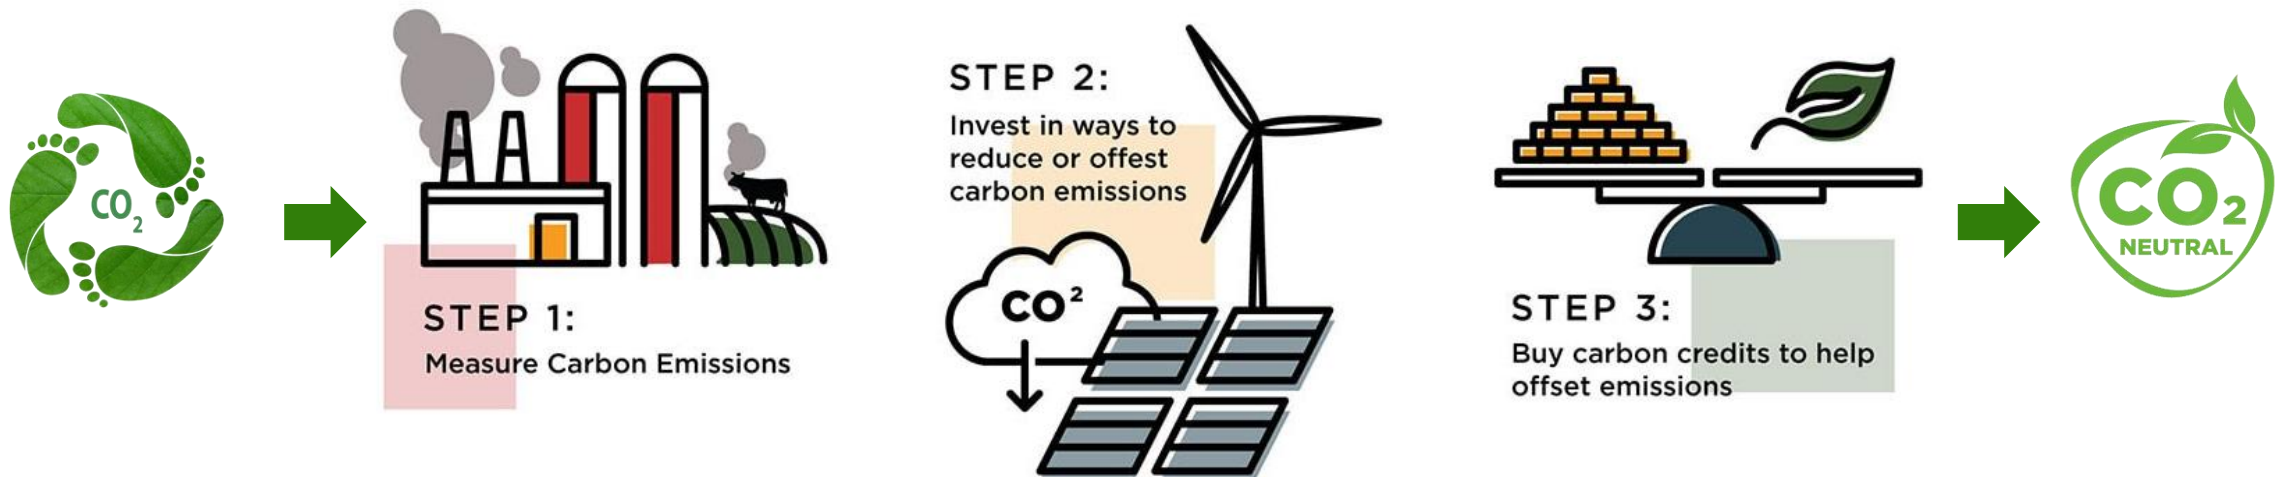 CO2
STEP 1:
Measure Carbon Emissions
STEP 2:
Invest in ways to
reduce or offest
carbon emissions
CO²
STEP 3:
Buy carbon credits to help
offset emissions
CO2
NEUTRAL